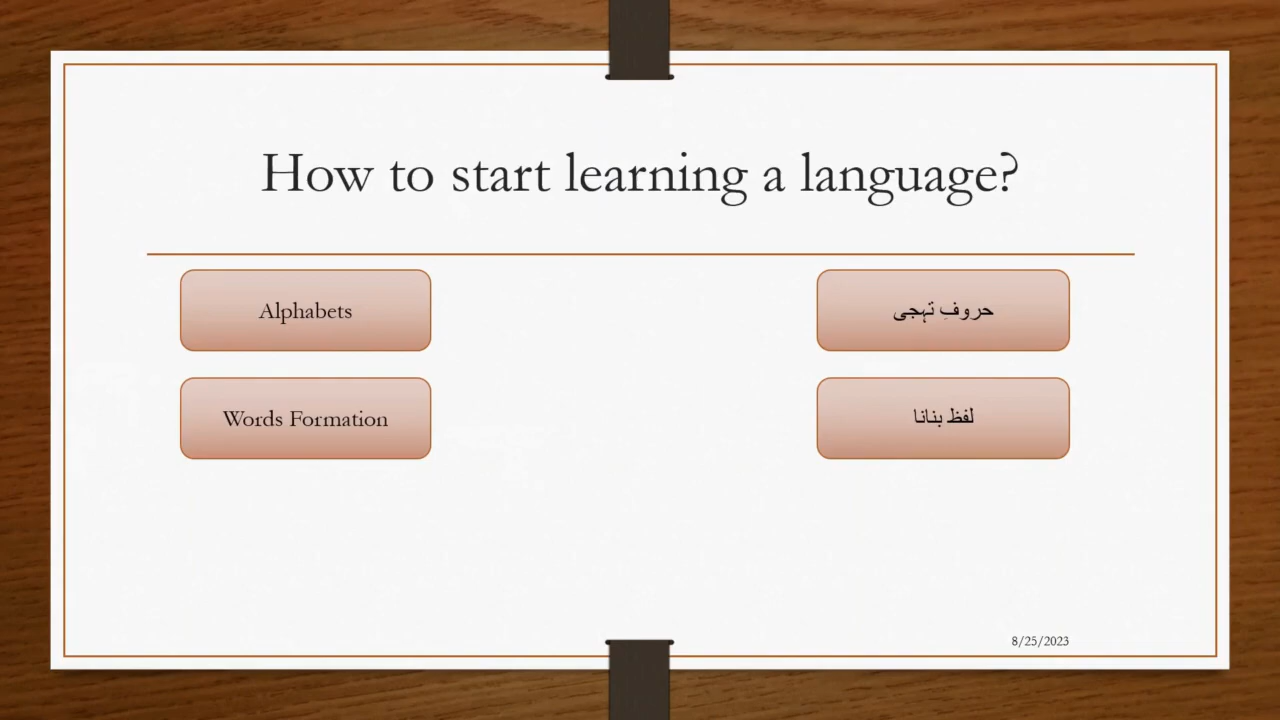 How to start learning a language?
Alphabets
حروفِ تہجی
Words Formation
لفظ بنانا
8/25/2023